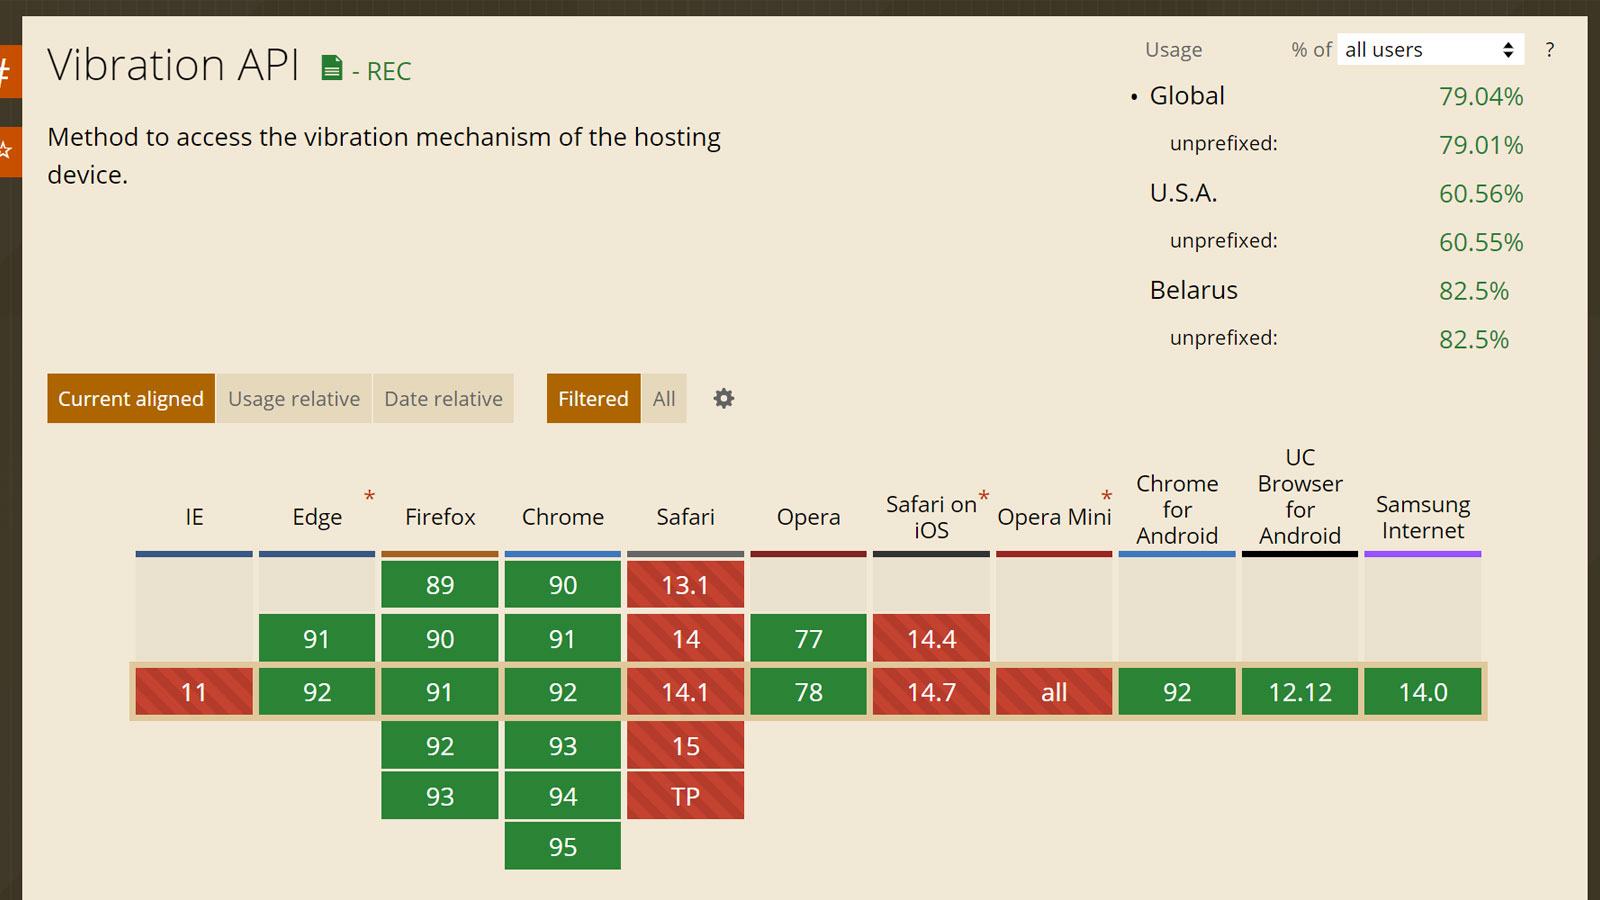 #
Vibration API - REC
Method to access the vibration mechanism of the hosting
device.
Usage % of all users ?
• Global 79.04%
unprefixed: 79.01%
U.S.A. 60.56%
unprefixed: 60.55%
Belarus 82.5%
unprefixed: 82.5%
Current aligned Usage relative Date relative Filtered All
IE
Edge *
Firefox
Chrome
Safari
Opera
Safari on *
iOS
Opera Mini *
Chrome
for
Android
UC
Browser
for
Android
Samsung
Internet
89 90 13.1
91 90 91 14 77 14.4
11 92 91 92 14.1 78 14.7 all 92 12.12 14.0
92 93 15
93 94 TP
95